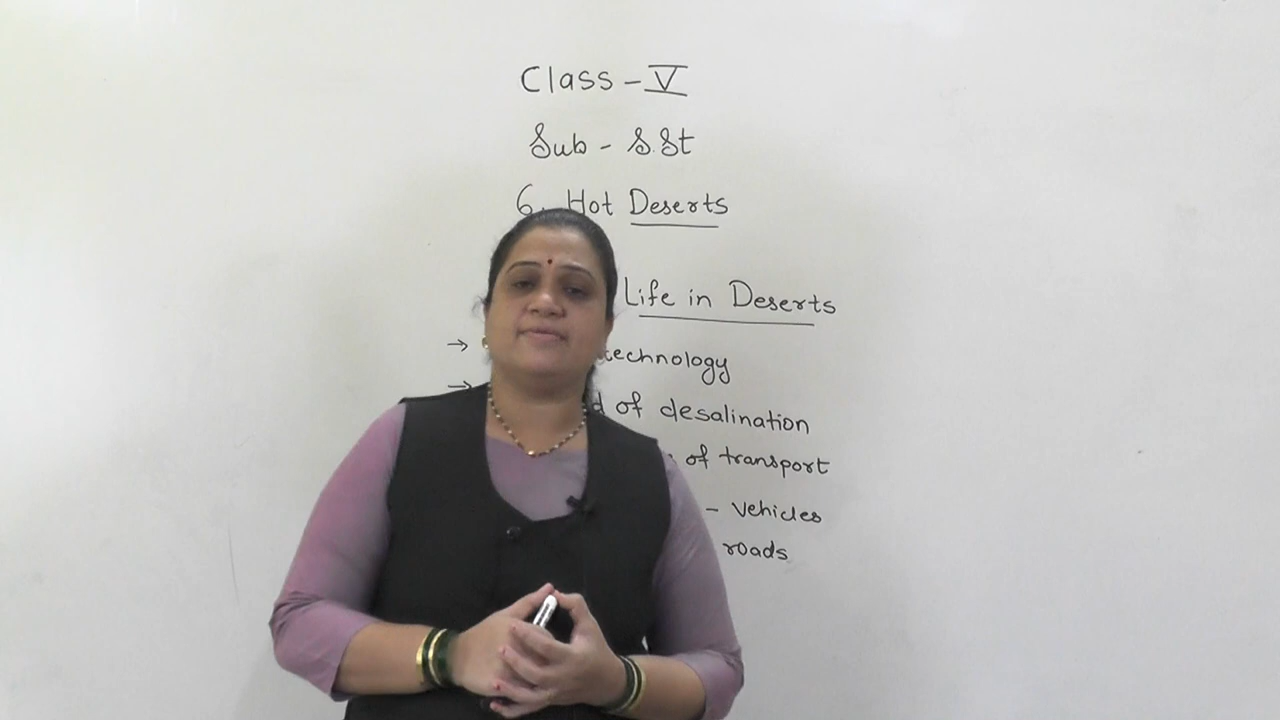 Class - V
Sub - S.St
6. Hot Deserts
Life in Deserts
→ technology
→ of desalination
of transport
- vehicles
roads